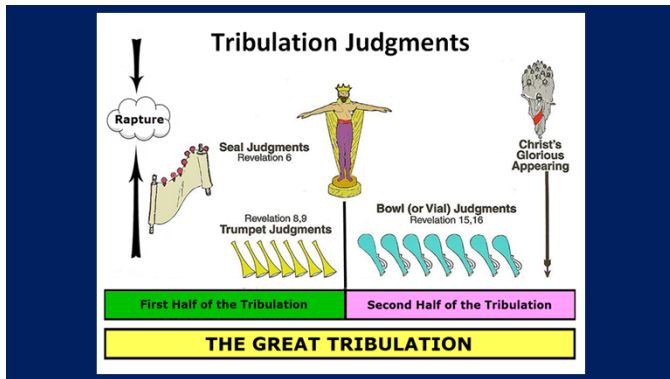 Tribulation Judgments
Rapture
Seal Judgments
Revelation 6
Christ's
Glorious
Appearing
Revelation 8,9
Trumpet Judgments
Bowl (or Vial) Judgments
Revelation 15,16
First Half of the Tribulation
Second Half of the Tribulation
THE GREAT TRIBULATION